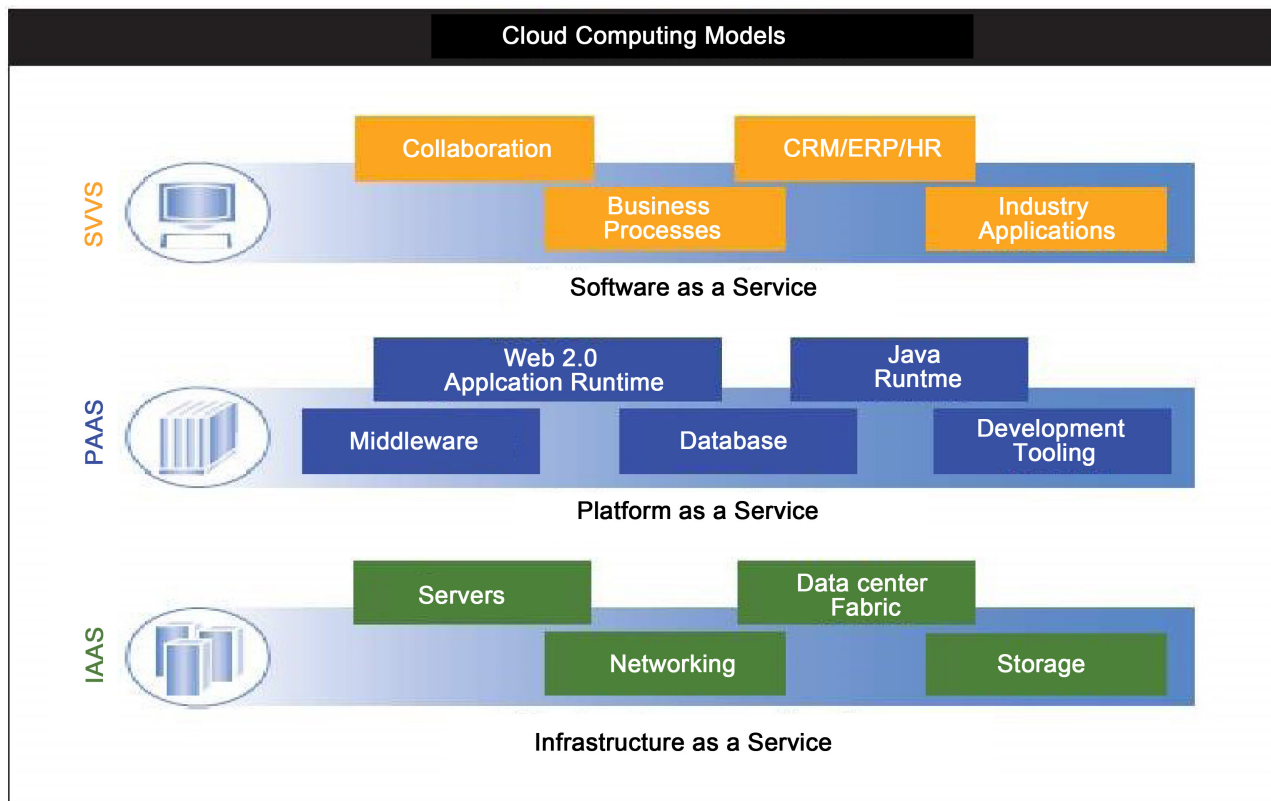 Cloud Computing Models
Collaboration
CRM/ERP/HR
Business
Processes
Industry
Applications
SVVS
Software as a Service
Web 2.0
Applcation Runtime
Java
Runtme
Middleware
Database
Development
Tooling
PAAS
Platform as a Service
Servers
Data center
Fabric
Networking
Storage
IAAS
Infrastructure as a Service